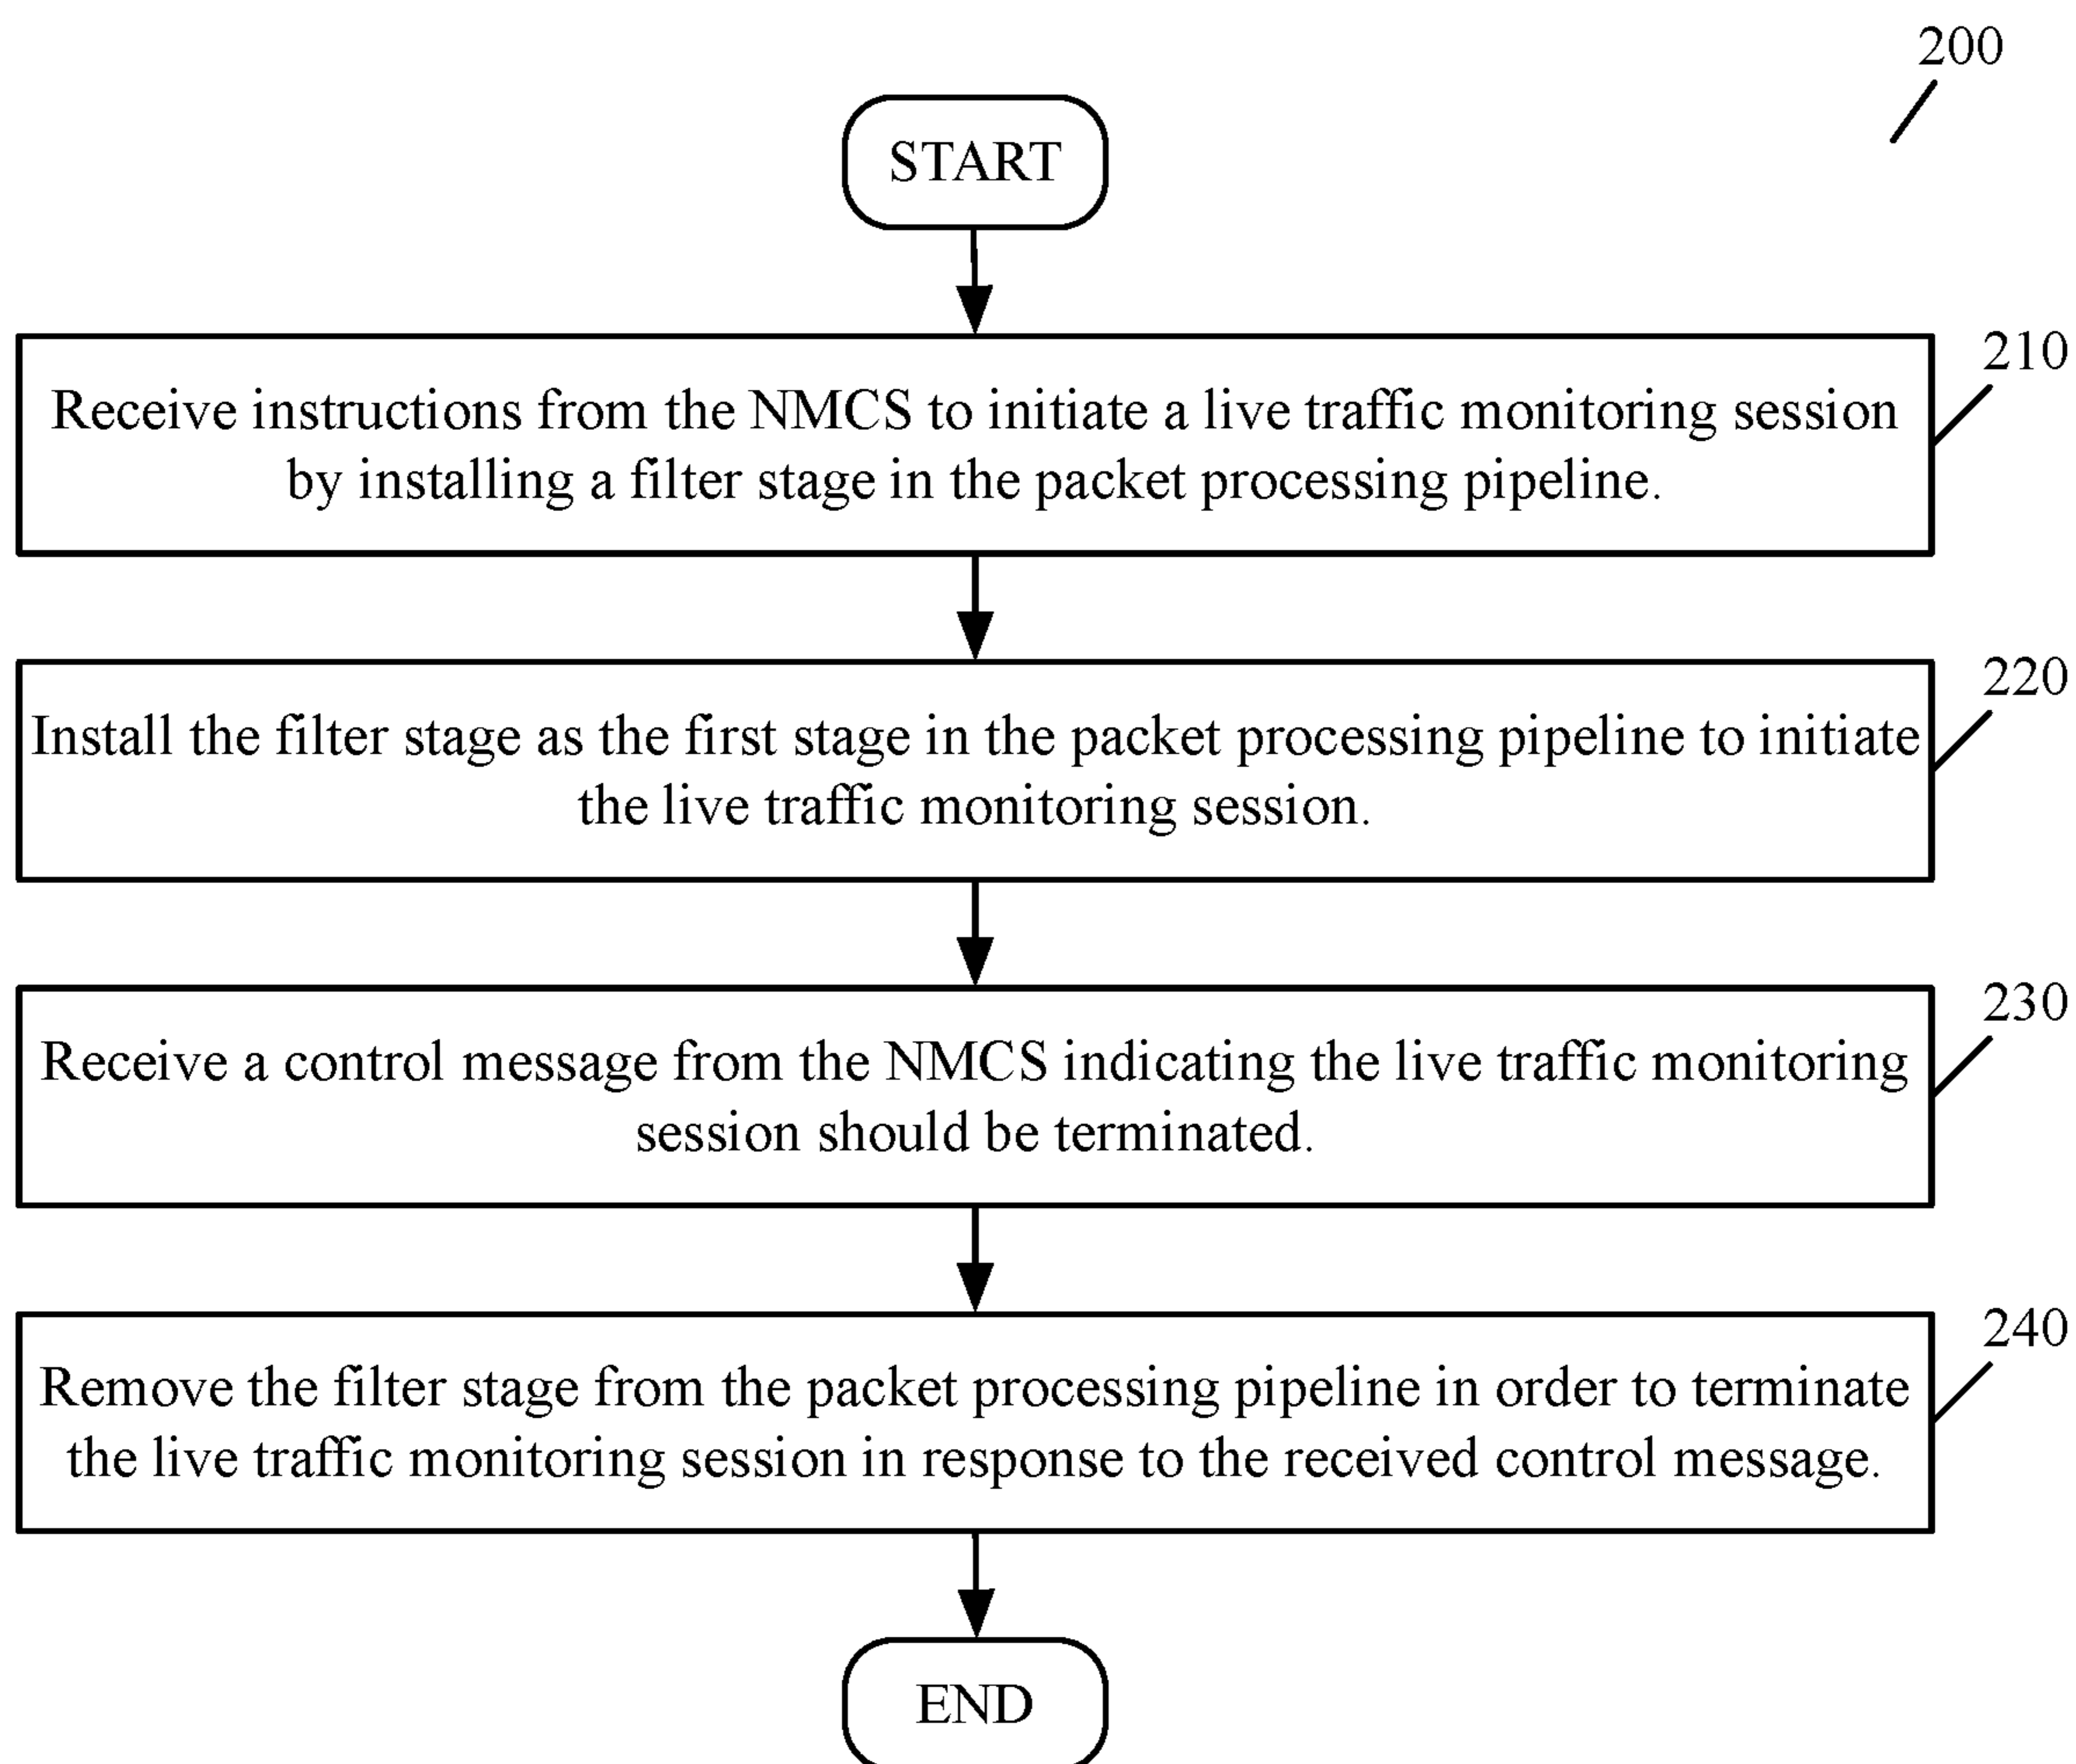 200
START
210
Receive instructions from the NMCS to initiate a live traffic monitoring session
by installing a filter stage in the packet processing pipeline.
220
Install the filter stage as the first stage in the packet processing pipeline to initiate
the live traffic monitoring session.
230
Receive a control message from the NMCS indicating the live traffic monitoring
session should be terminated.
240
Remove the filter stage from the packet processing pipeline in order to terminate
the live traffic monitoring session in response to the received control message.
END